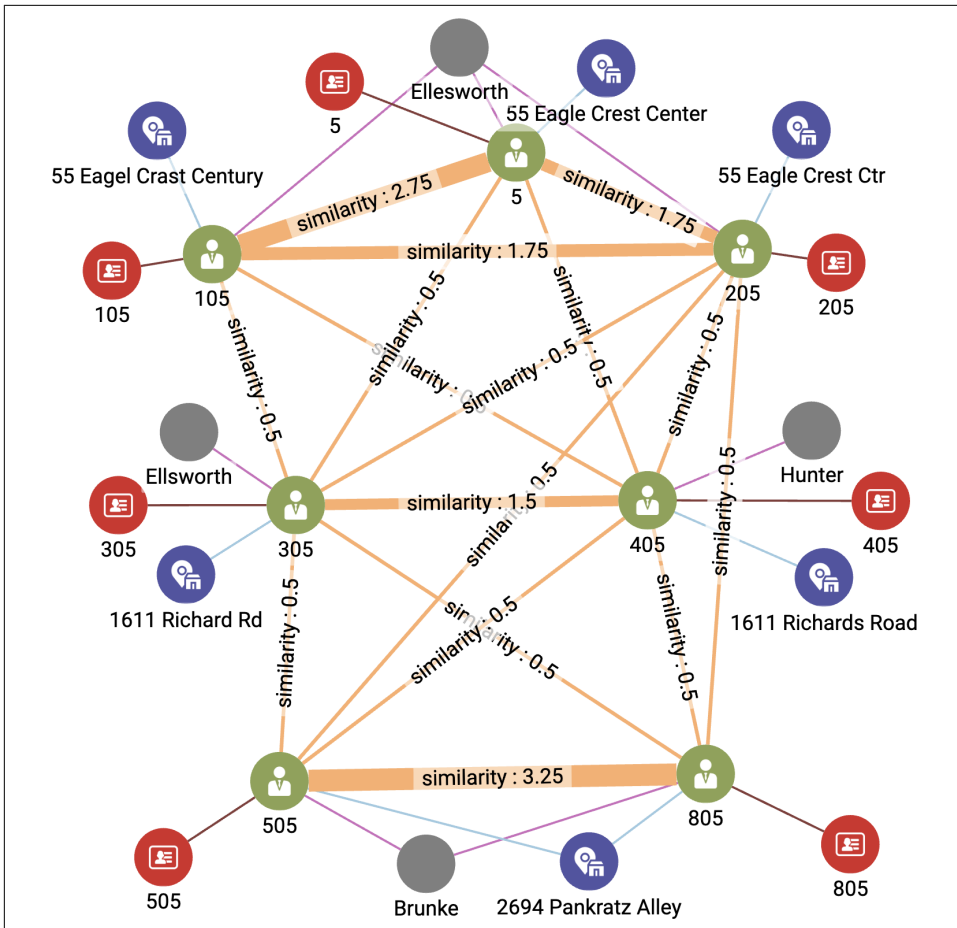 Ellesworth
5
55 Eagle Crest Center
55 Eagel Crast Century
5
55 Eagle Crest Ctr
similarity : 2.75
similarity : 1.75
similarity : 1.75
105
105
205
205
similarity : 0.5
similarity : 0.5
similarity : 0.5
similarity : 0.5
similarity : 0.5
similarity : 0.5
Ellsworth
Hunter
similarity : 1.5
305
305
405
405
similarity : 0.5
similarity : 0.5
1611 Richard Rd
1611 Richards Road
similarity : 0.5
similarity : 0.5
similarity : 0.5
similarity : 0.5
similarity : 3.25
505
805
505
Brunke
2694 Pankratz Alley
805